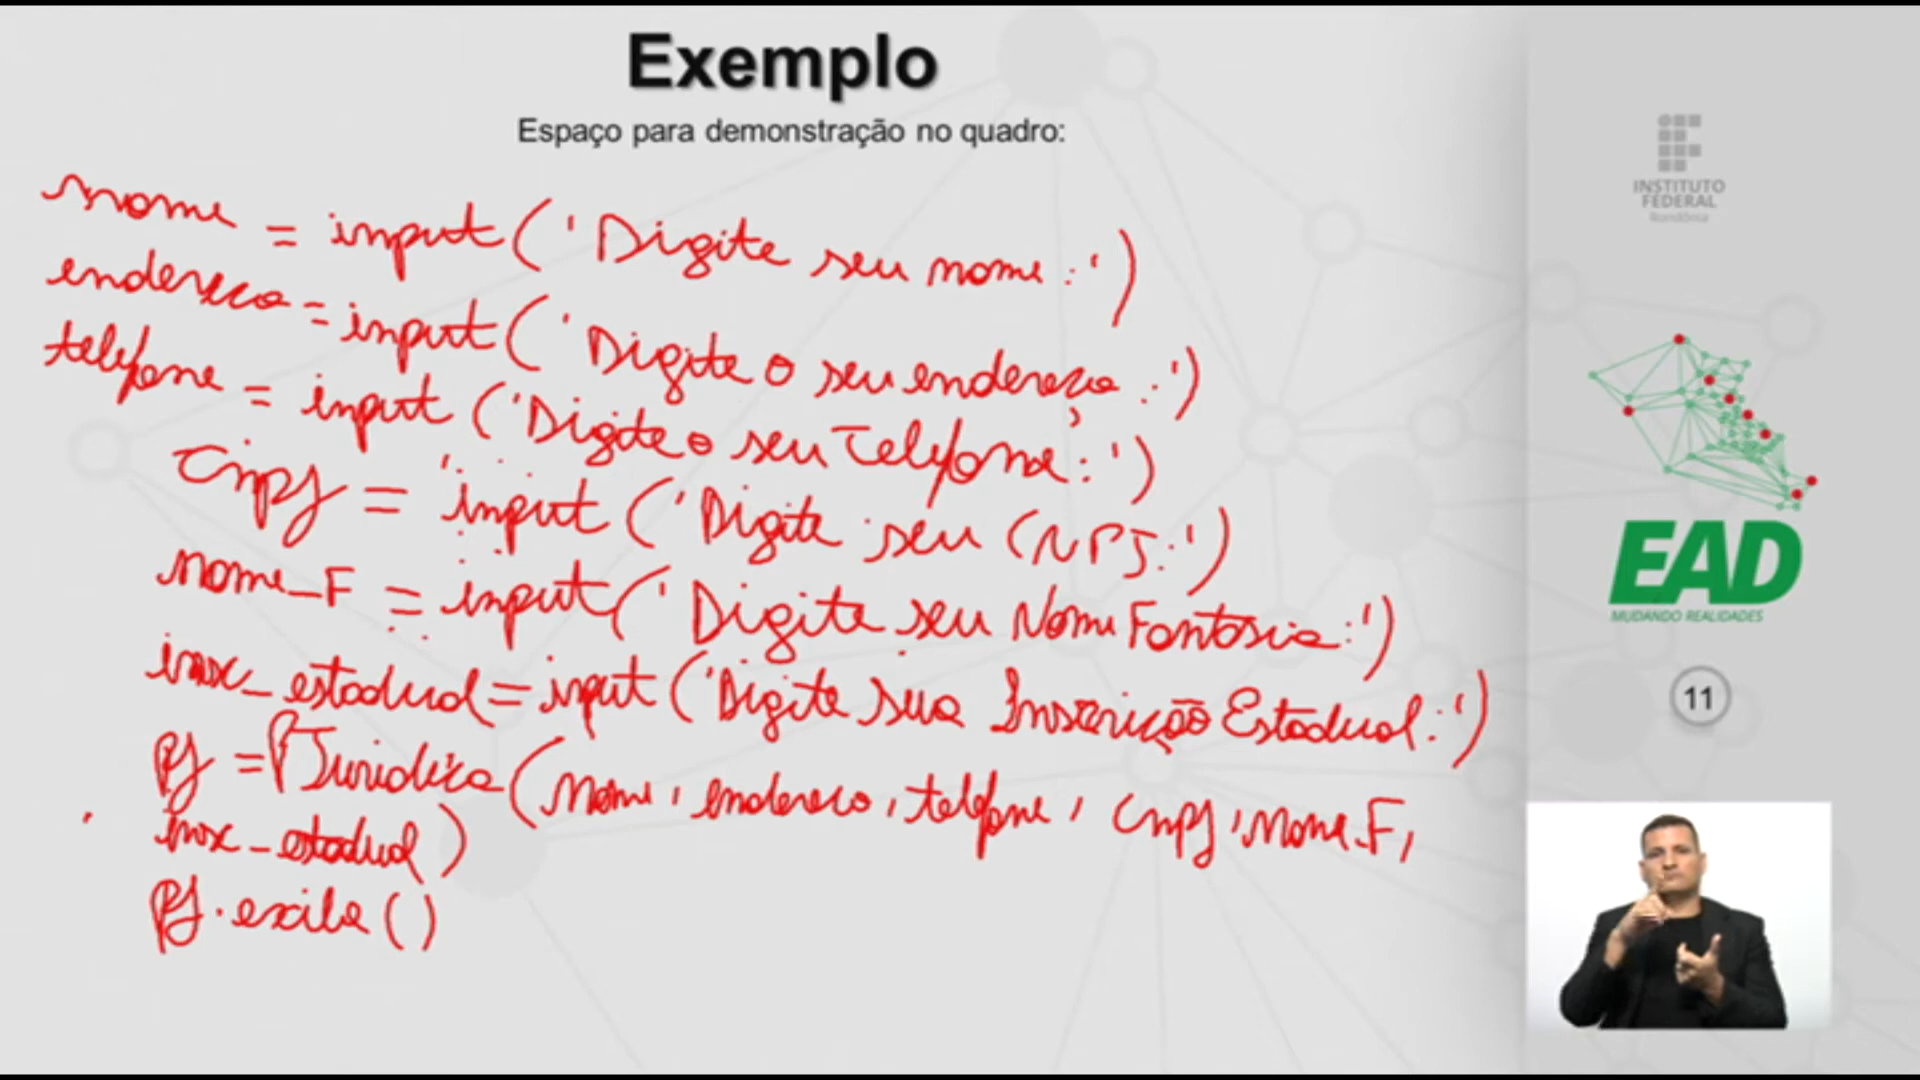 Exemplo
Espaço para demonstração no quadro:
nome = input('Digite seu nome:')
endereco = input('Digite o seu endereço:')
telefone = input('Digite o seu Telefone:')
cnpj = input('Digite seu CNPJ:')
nome_F = input('Digite seu Nome Fantasia:')
insc_estadual = input('Digite sua Inscrição Estadual:')
pj = PJuridica(nome, endereco, telefone, cnpj, nome_F,
insc_estadual)
pj.exibe()
INSTITUTO
FEDERAL
Rondônia
EAD
MUDANDO REALIDADES
11